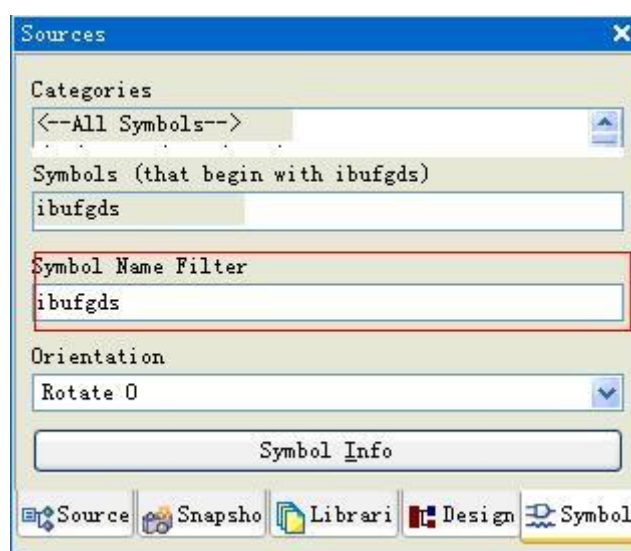 Sources
Categories
<--All Symbols-->
Symbols (that begin with ibufgds)
ibufgds
Symbol Name Filter
ibufgds
Orientation
Rotate 0
Symbol Info
Source Snapsho Librari Design Symbol